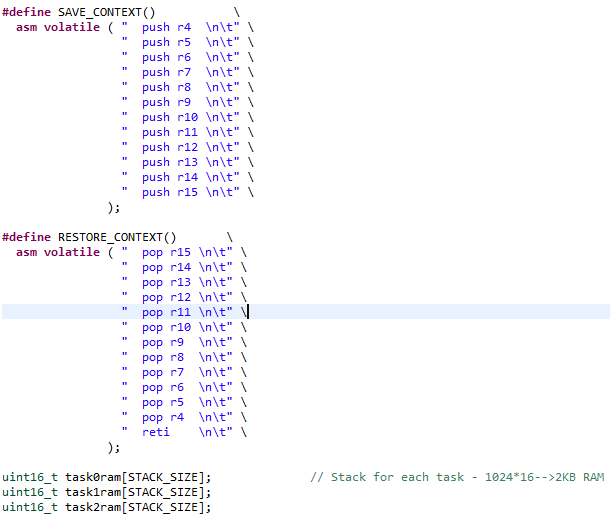 #define SAVE_CONTEXT()           \
  asm volatile ( "  push r4  \n\t" \
                 "  push r5  \n\t" \
                 "  push r6  \n\t" \
                 "  push r7  \n\t" \
                 "  push r8  \n\t" \
                 "  push r9  \n\t" \
                 "  push r10 \n\t" \
                 "  push r11 \n\t" \
                 "  push r12 \n\t" \
                 "  push r13 \n\t" \
                 "  push r14 \n\t" \
                 "  push r15 \n\t" \
               );
#define RESTORE_CONTEXT()       \
  asm volatile ( "  pop r15 \n\t" \
                 "  pop r14 \n\t" \
                 "  pop r13 \n\t" \
                 "  pop r12 \n\t" \
                 "  pop r11 \n\t" \
                 "  pop r10 \n\t" \
                 "  pop r9  \n\t" \
                 "  pop r8  \n\t" \
                 "  pop r7  \n\t" \
                 "  pop r6  \n\t" \
                 "  pop r5  \n\t" \
                 "  pop r4  \n\t" \
                 "  reti    \n\t" \
               );
uint16_t task0ram[STACK_SIZE];              // Stack for each task - 1024*16-->2KB RAM
uint16_t task1ram[STACK_SIZE];
uint16_t task2ram[STACK_SIZE];